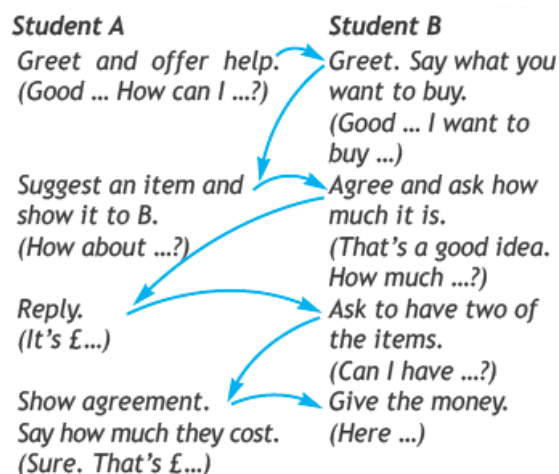 Student A
Student B
Greet and offer help.
(Good ... How can I ...?)
Greet. Say what you
want to buy.
(Good ... I want to
buy ...)
Suggest an item and
show it to B.
(How about ...?)
Agree and ask how
much it is.
(That's a good idea.
How much ...?)
Reply.
(It's £...)
Ask to have two of
the items.
(Can I have ...?)
Show agreement.
Say how much they cost.
(Sure. That's £...)
Give the money.
(Here ...)